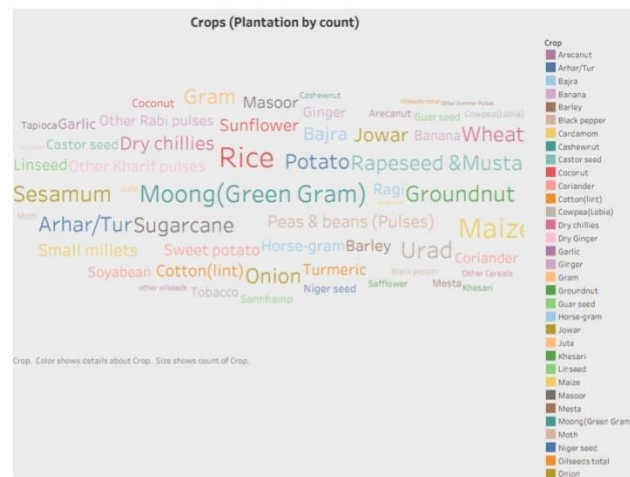 Crops (Plantation by count)
Coconut Gram Masoor Cashewnut
Tapioca Garlic Other Rabi pulses Sunflower Ginger Arecanut Oilseeds total Other Summer Pulses
Guar seed Cowpea(Lobia)
Castor seed Dry chillies Rice Bajra Jowar Banana Wheat
Linseed Other Kharif pulses Potato Rapeseed &Musta
Sesamum Jute Moong(Green Gram) Ragi Groundnut
Moth Arhar/Tur Sugarcane Peas & beans (Pulses) Maize
Small millets Sweet potato Horse-gram Barley Urad Coriander
Soyabean Cotton(lint) Onion Turmeric Black pepper Other Cereals
other oilseeds Tobacco Sannhamp Niger seed Safflower Mesta Khesari
Crop. Color shows details about Crop. Size shows count of Crop.
Crop
Arecanut
Arhar/Tur
Bajra
Banana
Barley
Black pepper
Cardamom
Cashewnut
Castor seed
Coconut
Coriander
Cotton(lint)
Cowpea(Lobia)
Dry chillies
Dry Ginger
Garlic
Ginger
Gram
Groundnut
Guar seed
Horse-gram
Jowar
Jute
Khesari
Linseed
Maize
Masoor
Mesta
Moong(Green Gram)
Moth
Niger seed
Oilseeds total
Onion